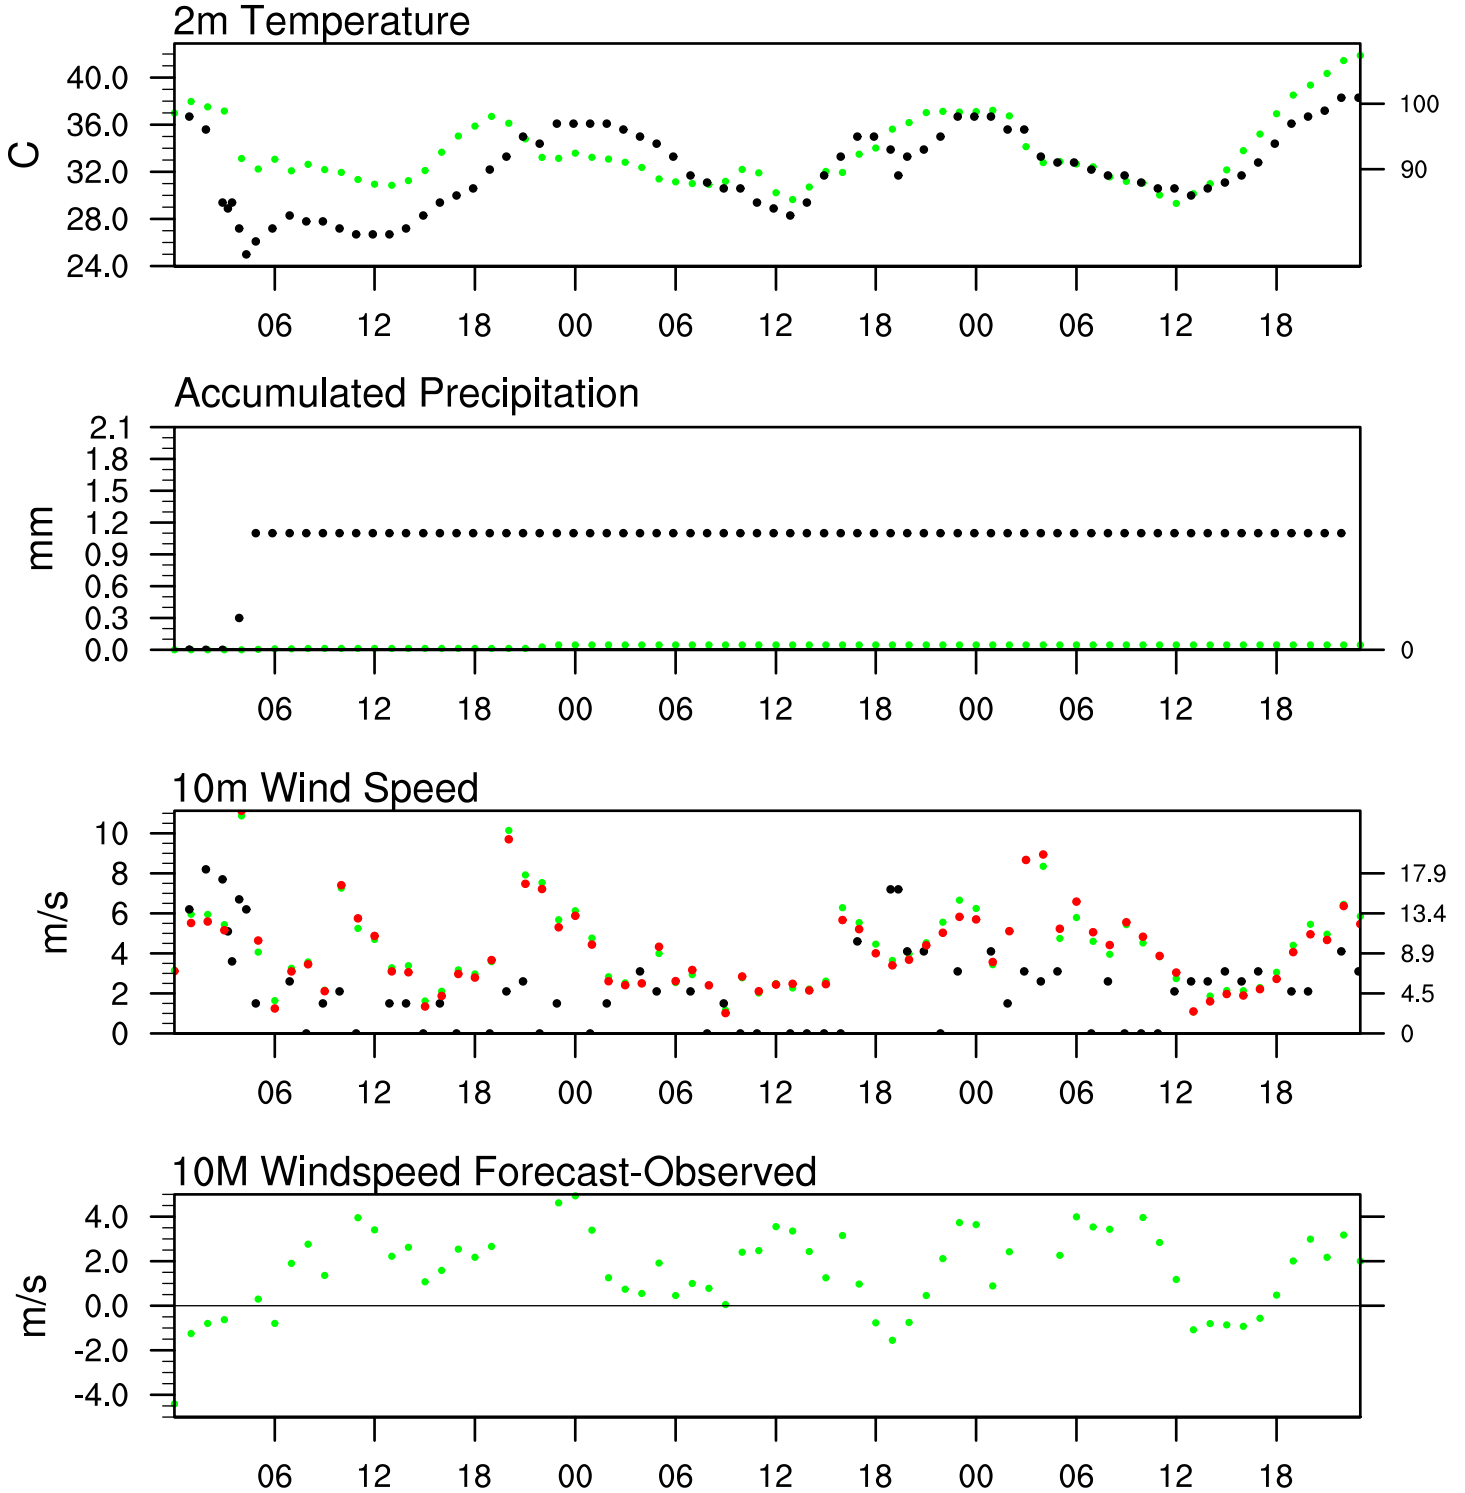 2m Temperature
40.0
36.0
32.0
28.0
24.0
C
100
90
06 12 18 00 06 12 18 00 06 12 18
Accumulated Precipitation
2.1
1.8
1.5
1.2
0.9
0.6
0.3
0.0
mm
0
06 12 18 00 06 12 18 00 06 12 18
10m Wind Speed
10
8
6
4
2
0
m/s
17.9
13.4
8.9
4.5
0
06 12 18 00 06 12 18 00 06 12 18
10M Windspeed Forecast-Observed
4.0
2.0
0.0
-2.0
-4.0
m/s
06 12 18 00 06 12 18 00 06 12 18